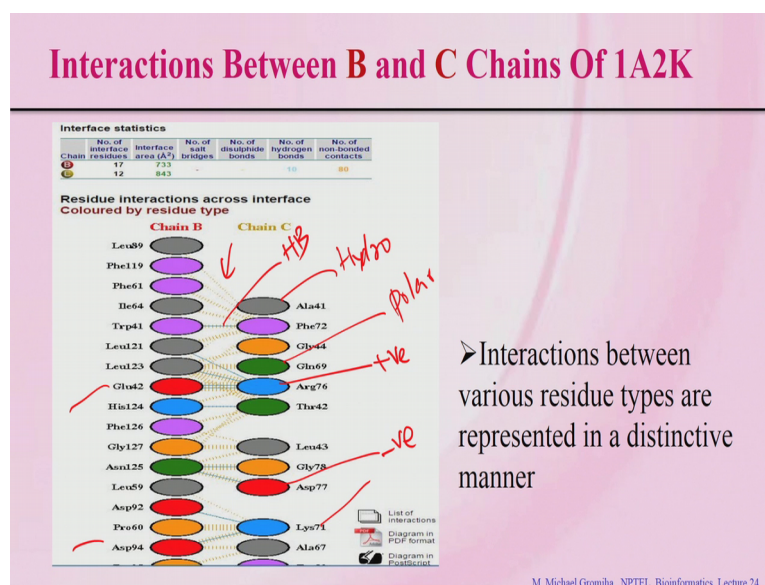 Interactions Between B and C Chains Of 1A2K
Interface statistics
Chain No. of interface residues Interface area (Å²) No. of salt bridges No. of disulphide bonds No. of hydrogen bonds No. of non-bonded contacts
B 17 733 - - 10 80
C 12 843
Residue interactions across interface
Coloured by residue type
Chain B Chain C
Leu89
Phe119
Phe61
Ile64 Ala41
Trp41 Phe72
Leu121 Gly44
Leu123 Gln69
Glu42 Arg76
His124 Thr42
Phe126
Gly127 Leu43
Asn125 Gly78
Leu59 Asp77
Asp92
Pro60 Lys71
Asp94 Ala67
HB
Hydro
Polar
+ve
-ve
List of interactions
PDF
Diagram in PDF format
Diagram in PostScript
➤Interactions between
various residue types are
represented in a distinctive
manner
M. Michael Gromiha, NPTEL, Bioinformatics, Lecture 24